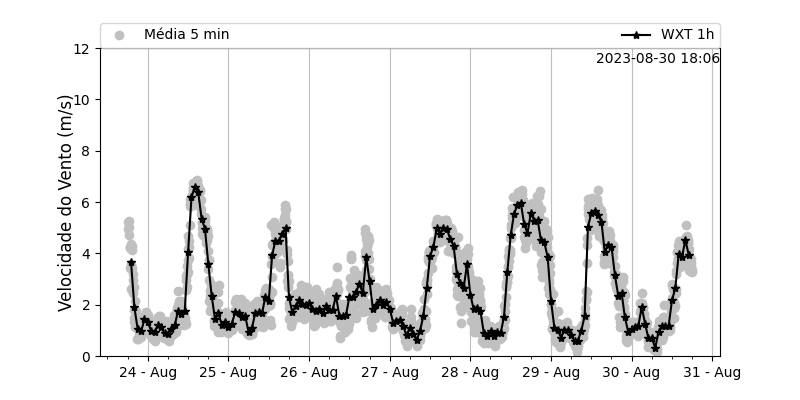 Média 5 min
WXT 1h
2023-08-30 18:06
Velocidade do Vento (m/s)
12
10
8
6
4
2
0
24 - Aug 25 - Aug 26 - Aug 27 - Aug 28 - Aug 29 - Aug 30 - Aug 31 - Aug